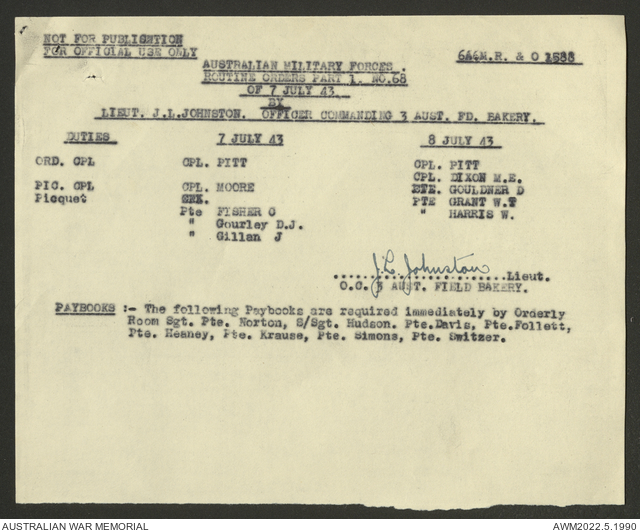 NOT FOR PUBLICATION
FOR OFFICIAL USE ONLY
A&M.R. & O 1588
AUSTRALIAN MILITARY FORCES.
ROUTINE ORDERS PART 1. NO.68
OF 7 JULY 43
BY
LIEUT. J.L.JOHNSTON. OFFICER COMMANDING 3 AUST. FD. BAKERY.
DUTIES 7 JULY 43 8 JULY 43
ORD. CPL CPL. PITT CPL. PITT
CPL. DIXON M.E.
PIC. CPL CPL. MOORE PTE. GOULDNER D
Picquet PTE GRANT W.T
Pte FISHER C " HARRIS W.
" Gourley D.J.
" Gillan J
J.L. Johnston Lieut.
O.C. 3 AUST. FIELD BAKERY.
PAYBOOKS :- The following Paybooks are required immediately by Orderly
Room Sgt. Pte. Norton, S/Sgt. Hudson. Pte.Davis, Pte.Follett,
Pte. Heaney, Pte. Krause, Pte. Simons, Pte. Switzer.
AUSTRALIAN WAR MEMORIAL AWM2022.5.1990